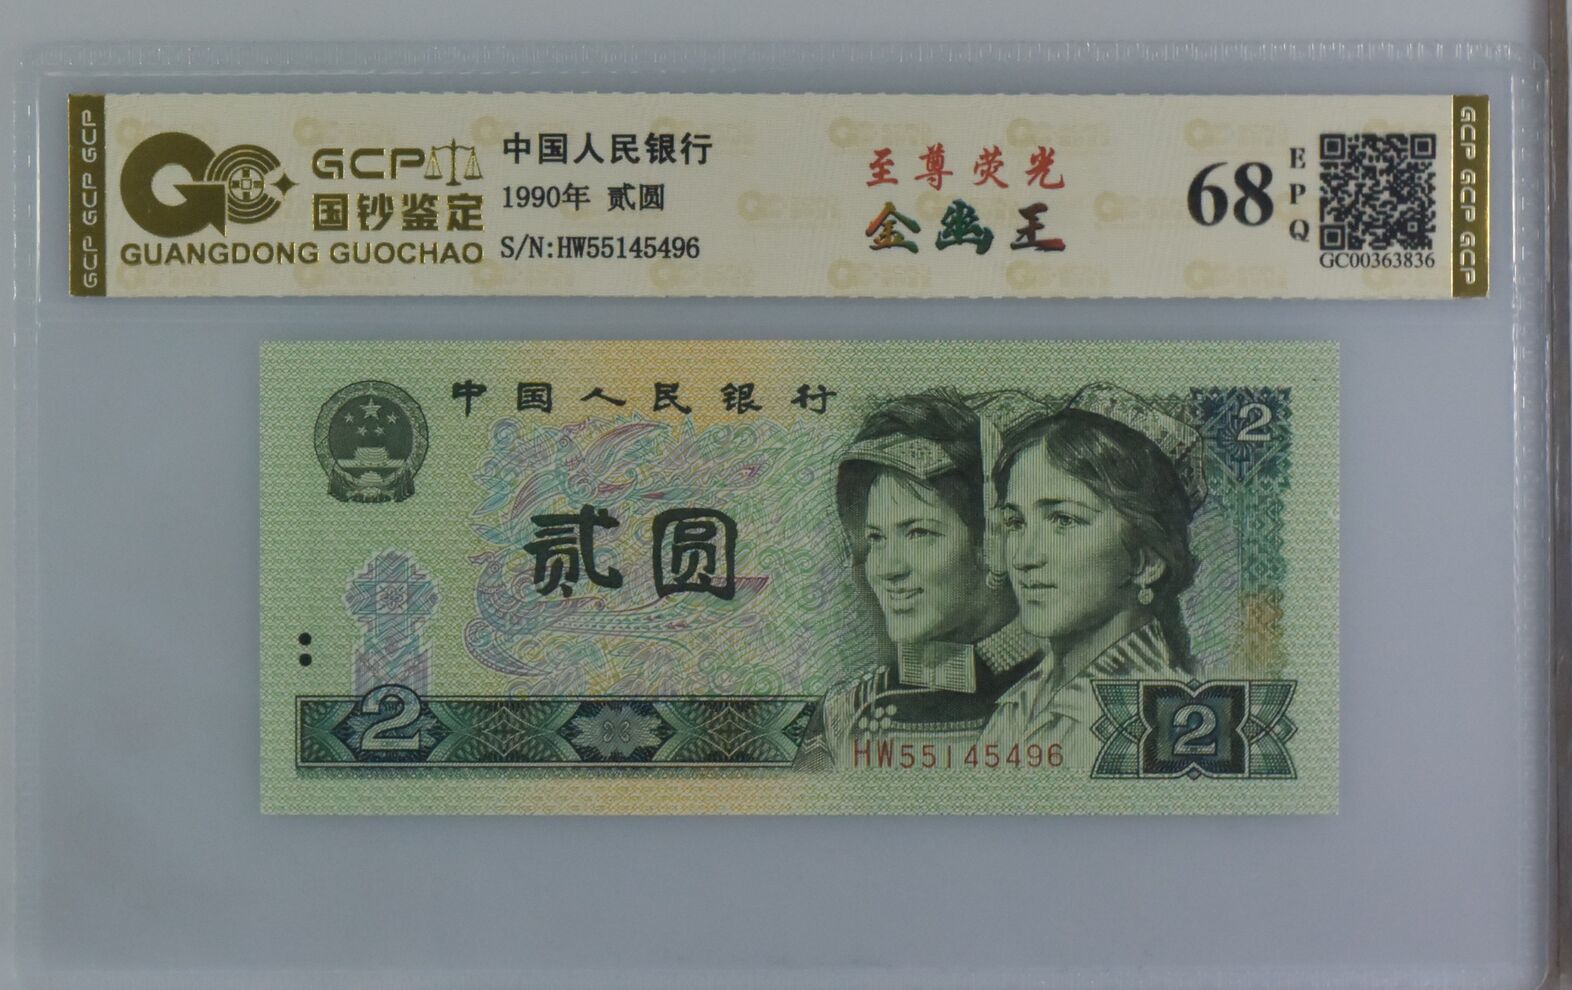 GCP GCP GCP
GCP
国钞鉴定
GUANGDONG GUOCHAO
中国人民银行
1990年 贰圆
S/N:HW55145496
至尊荧光
金幽王
68
EPQ
GC00363836
GCP GCP GCP
中国人民银行
2
贰圆
2
HW55145496
2